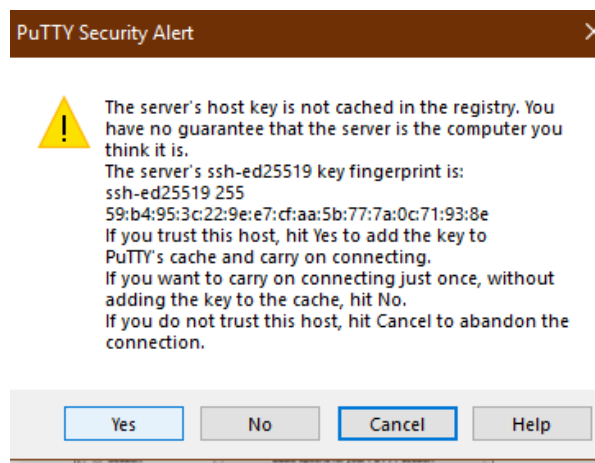 PuTTY Security Alert
The server's host key is not cached in the registry. You
have no guarantee that the server is the computer you
think it is.
The server's ssh-ed25519 key fingerprint is:
ssh-ed25519 255
59:b4:95:3c:22:9e:e7:cf:aa:5b:77:7a:0c:71:93:8e
If you trust this host, hit Yes to add the key to
PuTTY's cache and carry on connecting.
If you want to carry on connecting just once, without
adding the key to the cache, hit No.
If you do not trust this host, hit Cancel to abandon the
connection.
Yes No Cancel Help